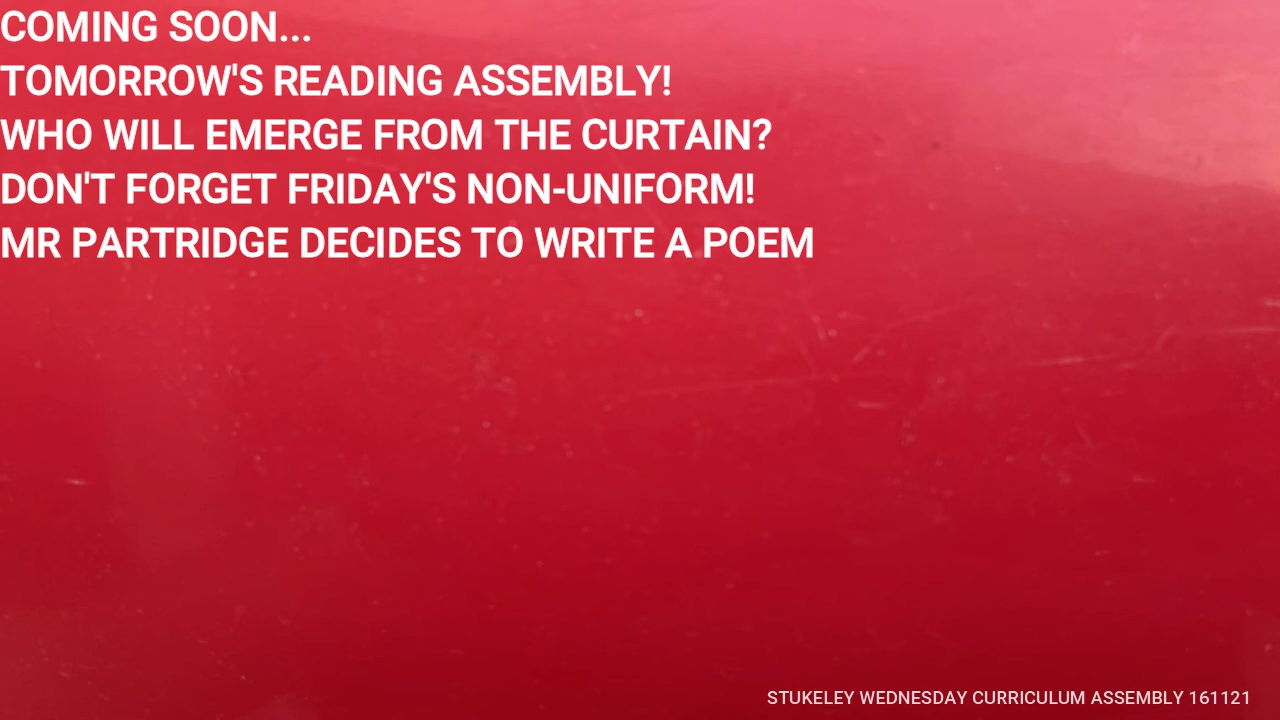 COMING SOON...
TOMORROW'S READING ASSEMBLY!
WHO WILL EMERGE FROM THE CURTAIN?
DON'T FORGET FRIDAY'S NON-UNIFORM!
MR PARTRIDGE DECIDES TO WRITE A POEM
STUKELEY WEDNESDAY CURRICULUM ASSEMBLY 161121